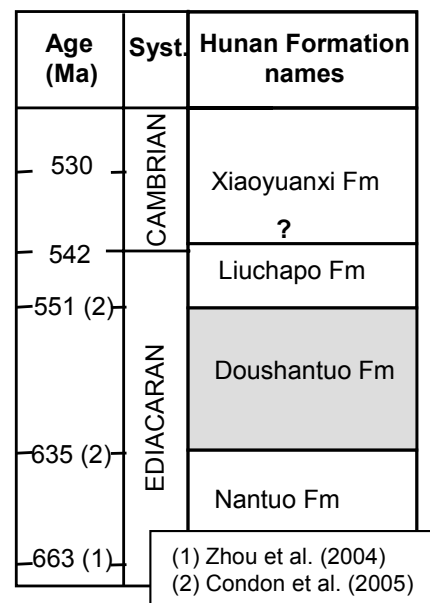 Age
(Ma)
Syst.
Hunan Formation
names
530
542
551 (2)
635 (2)
663 (1)
CAMBRIAN
EDIACARAN
Xiaoyuanxi Fm
?
Liuchapo Fm
Doushantuo Fm
Nantuo Fm
(1) Zhou et al. (2004)
(2) Condon et al. (2005)